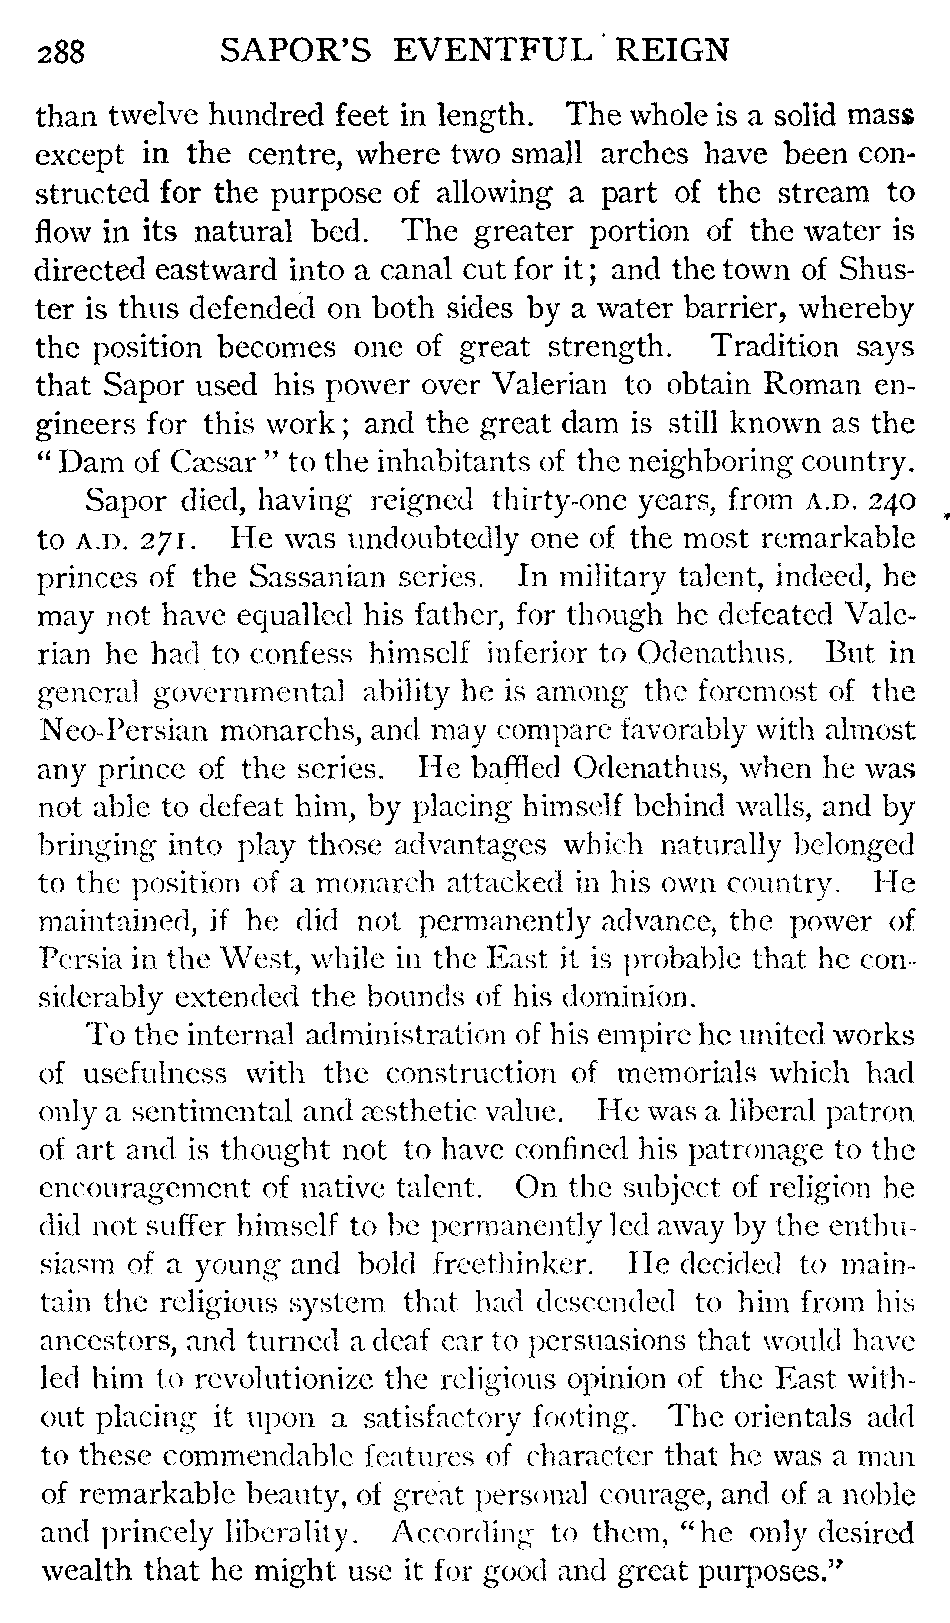 288 SAPOR'S EVENTFUL REIGN
than twelve hundred feet in length. The whole is a solid mass
except in the centre, where two small arches have been con-
structed for the purpose of allowing a part of the stream to
flow in its natural bed. The greater portion of the water is
directed eastward into a canal cut for it; and the town of Shus-
ter is thus defended on both sides by a water barrier, whereby
the position becomes one of great strength. Tradition says
that Sapor used his power over Valerian to obtain Roman en-
gineers for this work; and the great dam is still known as the
“Dam of Cæsar” to the inhabitants of the neighboring country.
Sapor died, having reigned thirty-one years, from A.D. 240
to A.D. 271. He was undoubtedly one of the most remarkable
princes of the Sassanian series. In military talent, indeed, he
may not have equalled his father, for though he defeated Vale-
rian he had to confess himself inferior to Odenathus. But in
general governmental ability he is among the foremost of the
Neo-Persian monarchs, and may compare favorably with almost
any prince of the series. He baffled Odenathus, when he was
not able to defeat him, by placing himself behind walls, and by
bringing into play those advantages which naturally belonged
to the position of a monarch attacked in his own country. He
maintained, if he did not permanently advance, the power of
Persia in the West, while in the East it is probable that he con-
siderably extended the bounds of his dominion.
To the internal administration of his empire he united works
of usefulness with the construction of memorials which had
only a sentimental and æsthetic value. He was a liberal patron
of art and is thought not to have confined his patronage to the
encouragement of native talent. On the subject of religion he
did not suffer himself to be permanently led away by the enthu-
siasm of a young and bold freethinker. He decided to main-
tain the religious system that had descended to him from his
ancestors, and turned a deaf ear to persuasions that would have
led him to revolutionize the religious opinion of the East with-
out placing it upon a satisfactory footing. The orientals add
to these commendable features of character that he was a man
of remarkable beauty, of great personal courage, and of a noble
and princely liberality. According to them, “he only desired
wealth that he might use it for good and great purposes.”